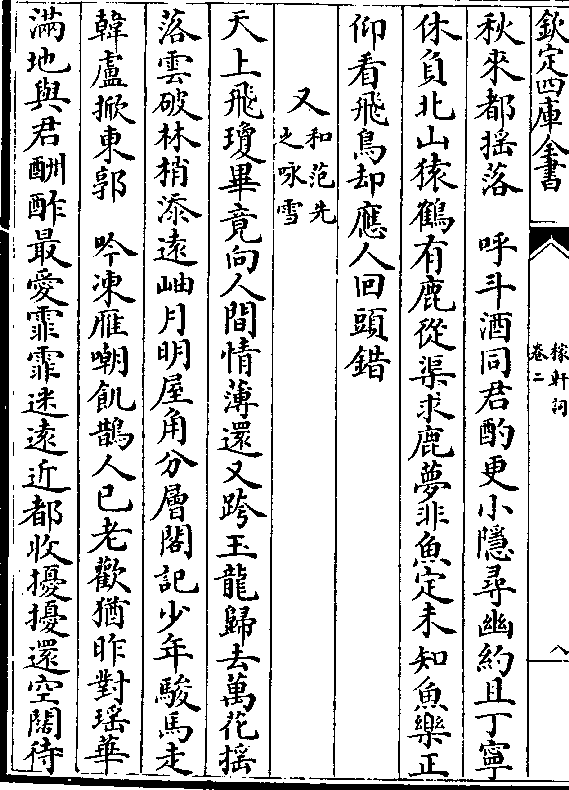 欽定四庫全書
稼軒詞
卷二
八
秋來都揺落　呼斗酒同君酌更小隱尋幽約且丁寧
休負北山猿鶴有鹿從渠求鹿夢非魚定未知魚樂正
仰看飛鳥却應人回頭錯
又和范先之咏雪
天上飛瓊畢竟向人間情薄還又跨玉龍歸去萬花揺
落雲破林梢添遠岫月明屋角分層閣記少年駿馬走
韓盧掀東郭　吟凍雁嘲飢鵲人已老歡猶昨對瑶華
滿地與君酬酢最愛霏霏迷遠近都收擾擾還空闊待